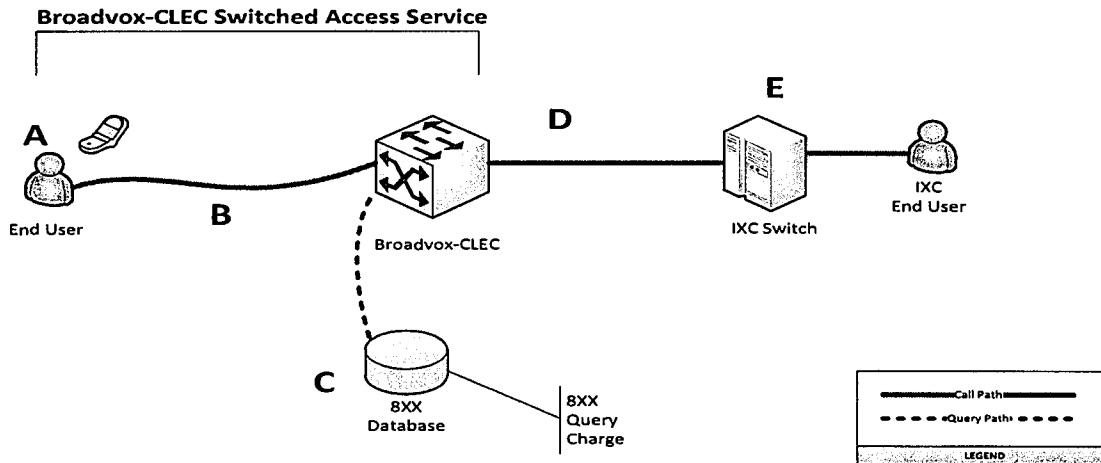 Broadvox-CLEC Switched Access Service
A
End User
B
Broadvox-CLEC
D
E
IXC Switch
IXC
End User
C
8XX
Database
8XX
Query
Charge
Call Path
Query Path
LEGEND